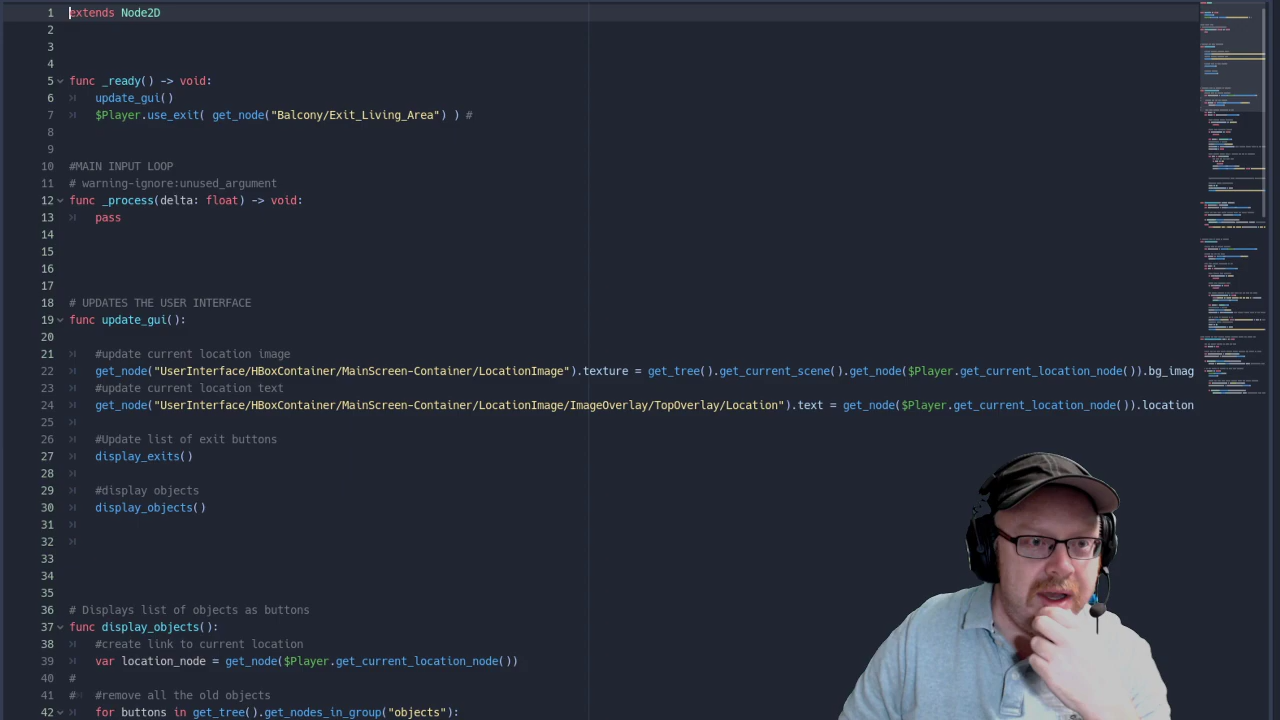 1 extends Node2D
2
3
4
5 func _ready() -> void:
6 update_gui()
7 $Player.use_exit( get_node("Balcony/Exit_Living_Area") ) #
8
9
10 #MAIN INPUT LOOP
11 # warning-ignore:unused_argument
12 func _process(delta: float) -> void:
13 pass
14
15
16
17
18 # UPDATES THE USER INTERFACE
19 func update_gui():
20
21 #update current location image
22 get_node("UserInterface/HBoxContainer/MainScreen-Container/LocationImage").texture = get_tree().get_current_scene().get_node($Player.get_current_location_node()).bg_imag
23 #update current location text
24 get_node("UserInterface/HBoxContainer/MainScreen-Container/LocationImage/ImageOverlay/TopOverlay/Location").text = get_node($Player.get_current_location_node()).location
25
26 #Update list of exit buttons
27 display_exits()
28
29 #display objects
30 display_objects()
31
32
33
34
35
36 # Displays list of objects as buttons
37 func display_objects():
38 #create link to current location
39 var location_node = get_node($Player.get_current_location_node())
40 #
41 # #remove all the old objects
42 for buttons in get_tree().get_nodes_in_group("objects"):